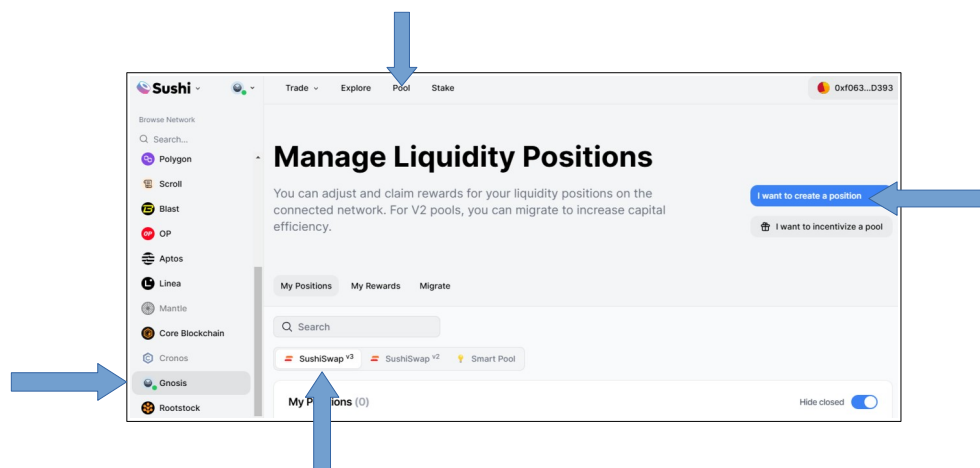 Sushi
Trade Explore Pool Stake
0xf063...D393
Browse Network
Search...
Polygon
Scroll
Blast
OP
OP
Aptos
Linea
Mantle
Core Blockchain
Cronos
Gnosis
Rootstock
Manage Liquidity Positions
You can adjust and claim rewards for your liquidity positions on the
connected network. For V2 pools, you can migrate to increase capital
efficiency.
I want to create a position
I want to incentivize a pool
My Positions My Rewards Migrate
Search
SushiSwap V3 SushiSwap V2 Smart Pool
My Positions (0)
Hide closed